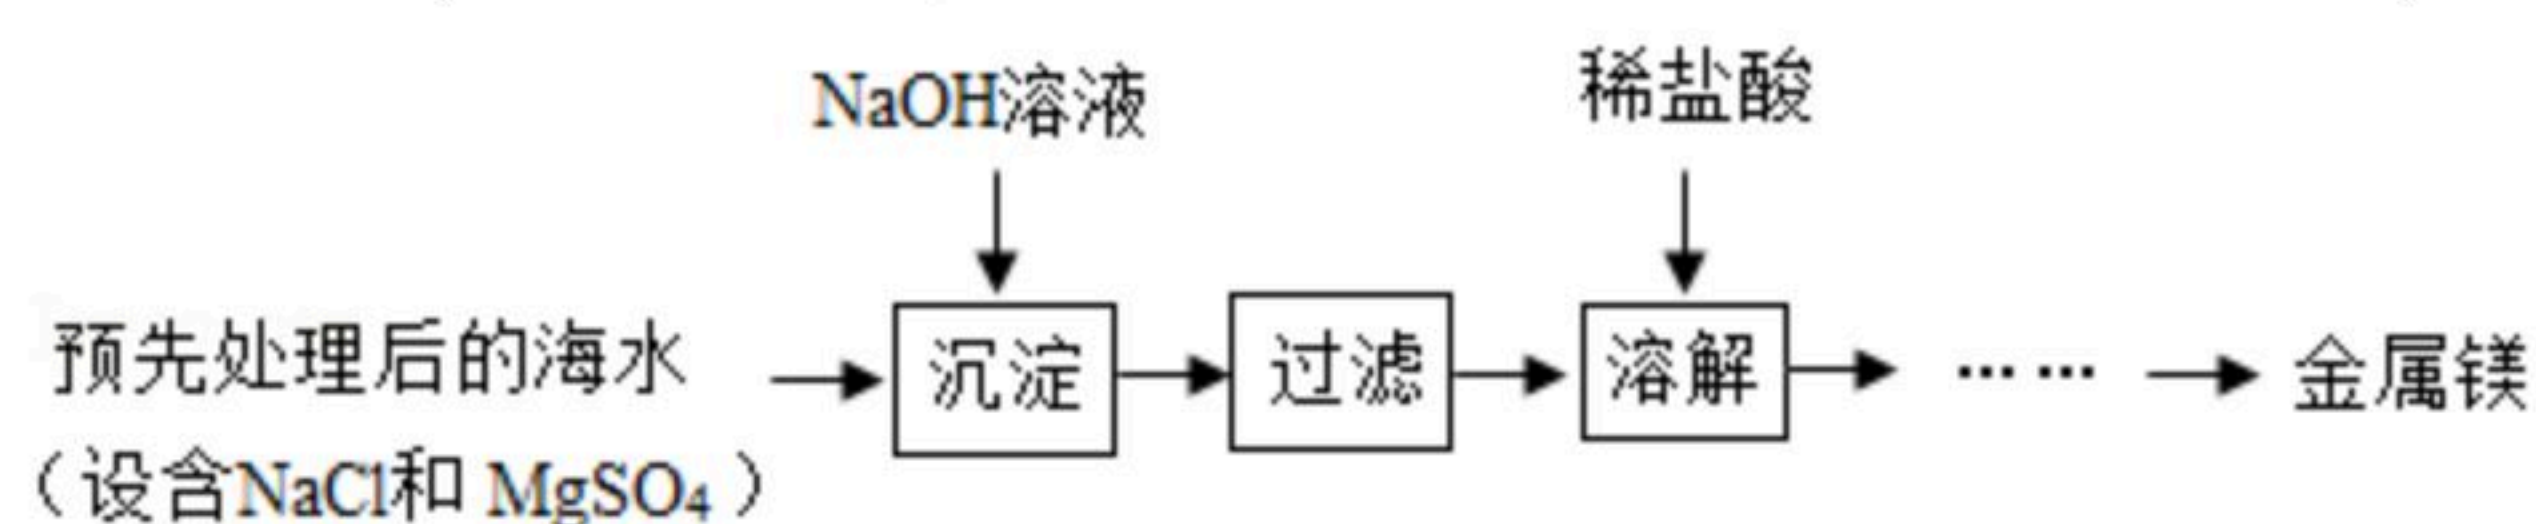 NaOH溶液
稀盐酸
预先处理后的海水
沉淀
过滤
溶解
... ...
金属镁
（设含NaCl和 MgSO4 ）